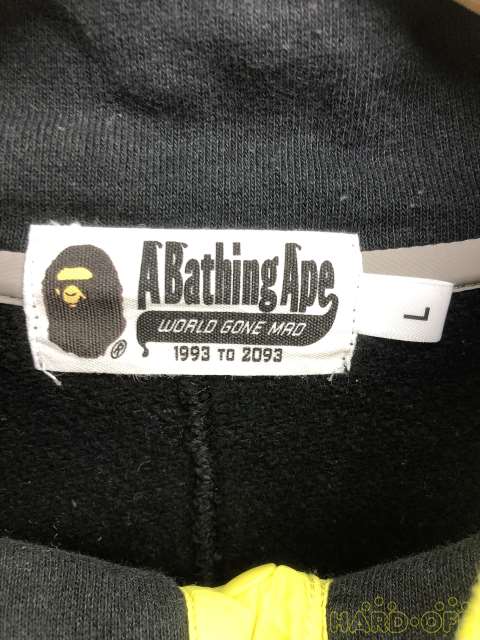 A Bathing Ape
WORLD GONE MAD
1993 TO 2093
®
L
HARD·OFF